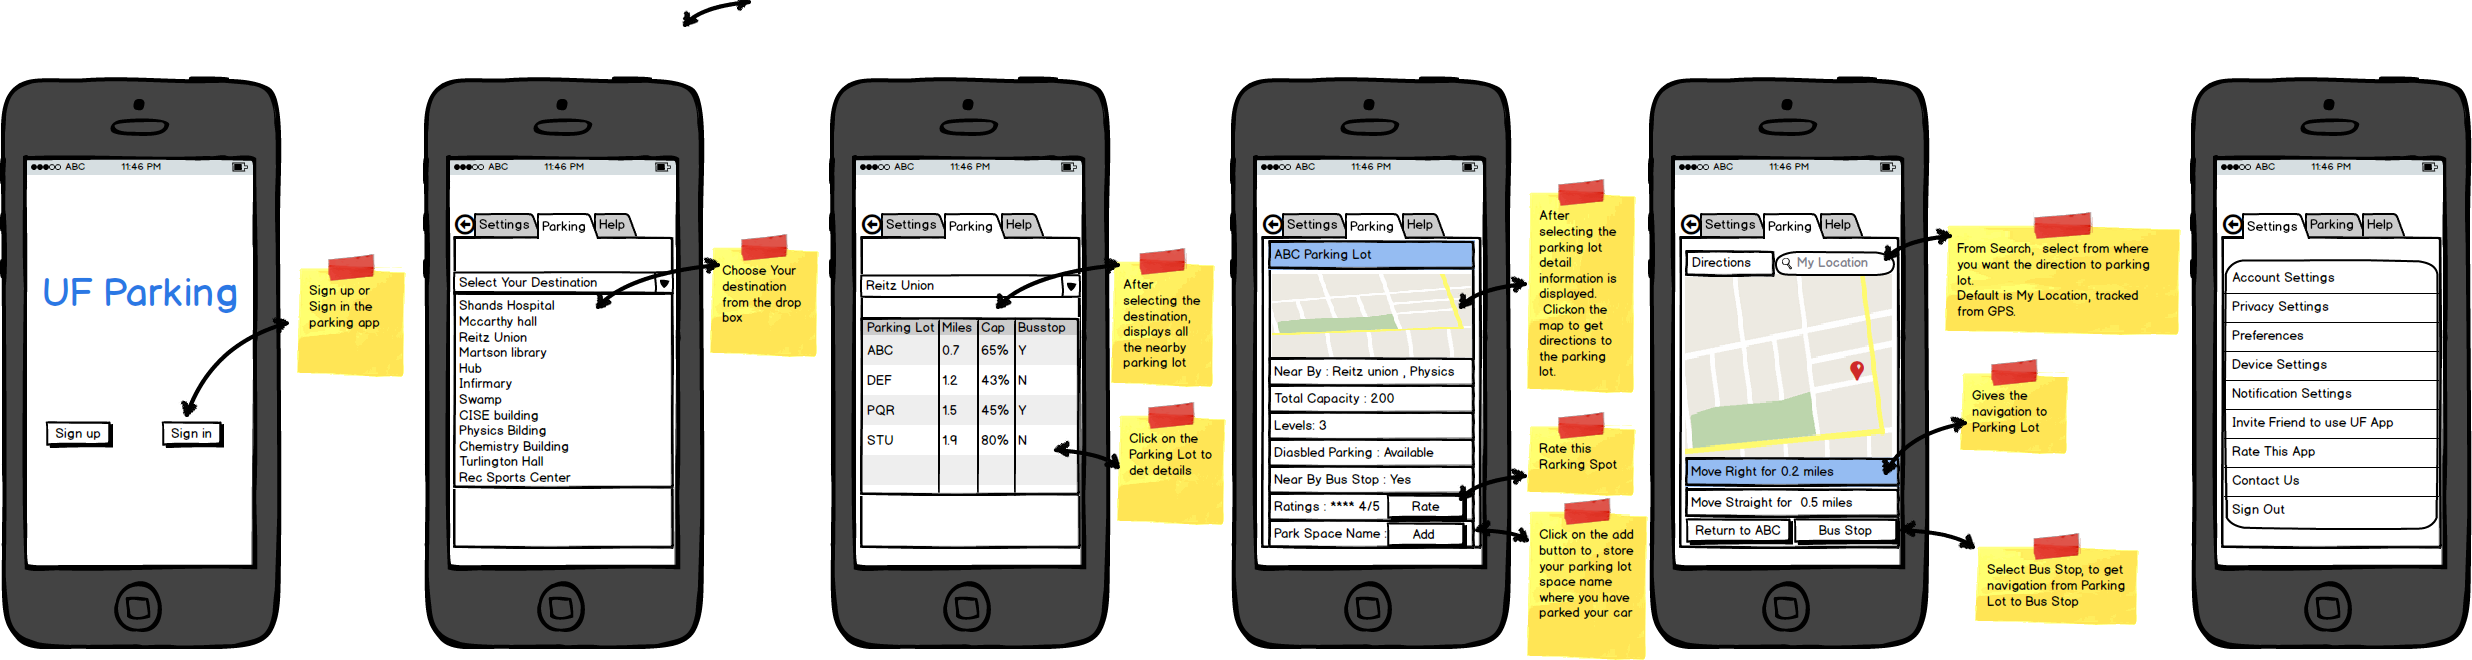 ●●●○○ ABC 11:46 PM
UF Parking
Sign up
Sign in
Sign up or
Sign in the
parking app
●●●○○ ABC 11:46 PM
Settings Parking Help
Select Your Destination
Shands Hospital
Mccarthy hall
Reitz Union
Martson library
Hub
Infirmary
Swamp
CISE building
Physics Bilding
Chemistry Building
Turlington Hall
Rec Sports Center
Choose Your
destination
from the drop
box
●●●○○ ABC 11:46 PM
Settings Parking Help
Reitz Union
Parking Lot Miles Cap Busstop
ABC 0.7 65% Y
DEF 1.2 43% N
PQR 1.5 45% Y
STU 1.9 80% N
After
selecting the
destination,
displays all
the nearby
parking lot
Click on the
Parking Lot to
det details
●●●○○ ABC 11:46 PM
Settings Parking Help
ABC Parking Lot
Near By : Reitz union , Physics
Total Capacity : 200
Levels: 3
Diasbled Parking : Available
Near By Bus Stop : Yes
Ratings : **** 4/5 Rate
Park Space Name : Add
After
selecting the
parking lot
detail
information is
displayed.
Clickon the
map to get
directions to
the parking
lot.
Rate this
Rarking Spot
Click on the add
button to , store
your parking lot
space name
where you have
parked your car
●●●○○ ABC 11:46 PM
Settings Parking Help
Directions My Location
Move Right for 0.2 miles
Move Straight for 0.5 miles
Return to ABC Bus Stop
From Search, select from where
you want the direction to parking
lot.
Default is My Location, tracked
from GPS.
Gives the
navigation to
Parking Lot
Select Bus Stop, to get
navigation from Parking
Lot to Bus Stop
●●●○○ ABC 11:46 PM
Settings Parking Help
Account Settings
Privacy Settings
Preferences
Device Settings
Notification Settings
Invite Friend to use UF App
Rate This App
Contact Us
Sign Out